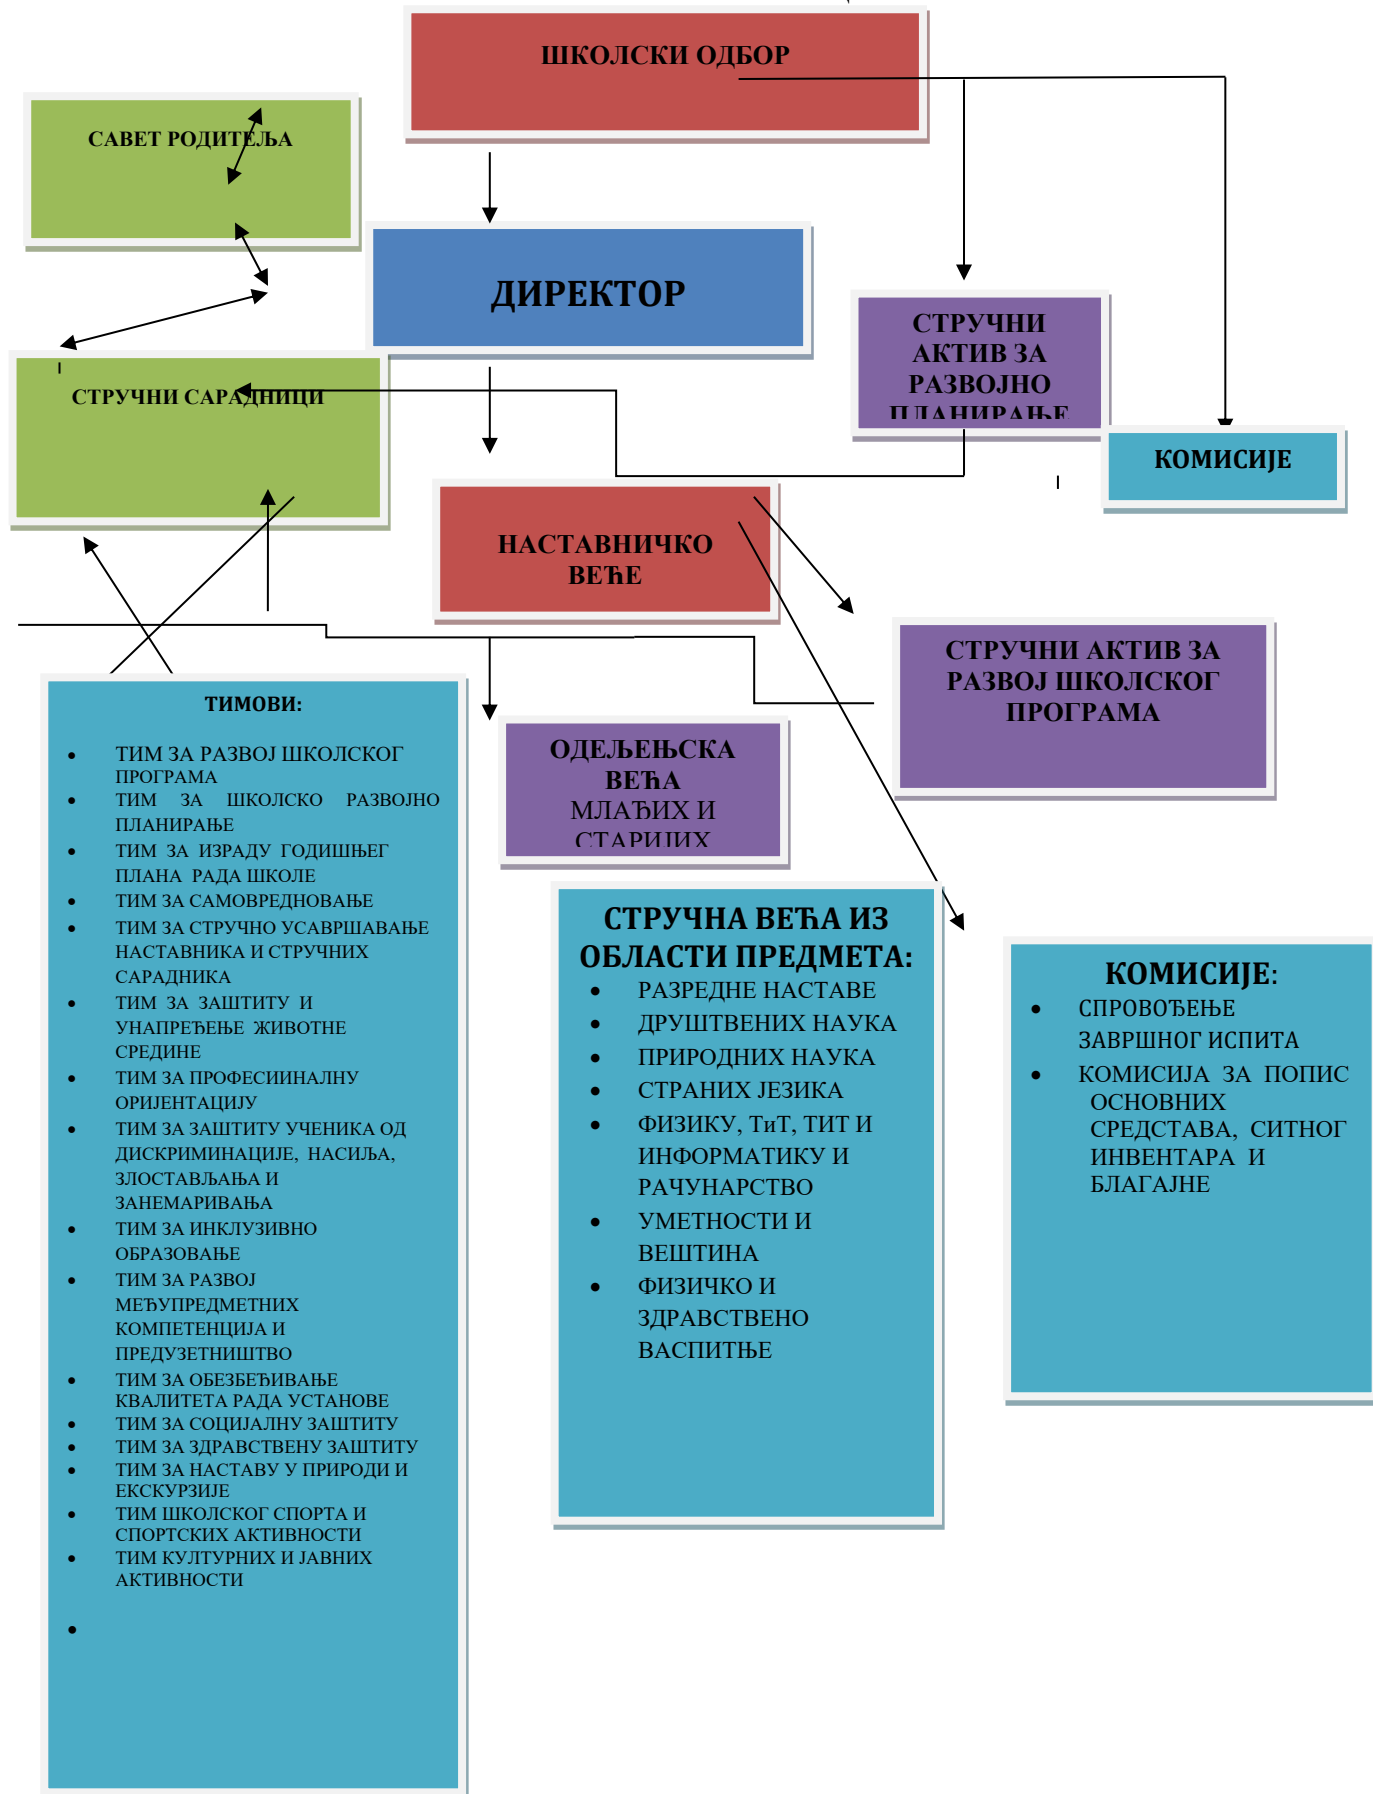 ШКОЛСКИ ОДБОР
САВЕТ РОДИТЕЉА
ДИРЕКТОР
СТРУЧНИ
АКТИВ ЗА
РАЗВОЈНО
ПЛАНИРАЊЕ
СТРУЧНИ САРАДНИЦИ
КОМИСИЈЕ
НАСТАВНИЧКО
ВЕЋЕ
СТРУЧНИ АКТИВ ЗА
РАЗВОЈ ШКОЛСКОГ
ПРОГРАМА
ТИМОВИ:
• ТИМ ЗА РАЗВОЈ ШКОЛСКОГ
ПРОГРАМА
• ТИМ ЗА ШКОЛСКО РАЗВОЈНО
ПЛАНИРАЊЕ
• ТИМ ЗА ИЗРАДУ ГОДИШЊЕГ
ПЛАНА РАДА ШКОЛЕ
• ТИМ ЗА САМОВРЕДНОВАЊЕ
• ТИМ ЗА СТРУЧНО УСАВРШАВАЊЕ
НАСТАВНИКА И СТРУЧНИХ
САРАДНИКА
• ТИМ ЗА ЗАШТИТУ И
УНАПРЕЂЕЊЕ ЖИВОТНЕ
СРЕДИНЕ
• ТИМ ЗА ПРОФЕСИИНАЛНУ
ОРИЈЕНТАЦИЈУ
• ТИМ ЗА ЗАШТИТУ УЧЕНИКА ОД
ДИСКРИМИНАЦИЈЕ, НАСИЉА,
ЗЛОСТАВЉАЊА И
ЗАНЕМАРИВАЊА
• ТИМ ЗА ИНКЛУЗИВНО
ОБРАЗОВАЊЕ
• ТИМ ЗА РАЗВОЈ
МЕЂУПРЕДМЕТНИХ
КОМПЕТЕНЦИЈА И
ПРЕДУЗЕТНИШТВО
• ТИМ ЗА ОБЕЗБЕЂИВАЊЕ
КВАЛИТЕТА РАДА УСТАНОВЕ
• ТИМ ЗА СОЦИЈАЛНУ ЗАШТИТУ
• ТИМ ЗА ЗДРАВСТВЕНУ ЗАШТИТУ
• ТИМ ЗА НАСТАВУ У ПРИРОДИ И
ЕКСКУРЗИЈЕ
• ТИМ ШКОЛСКОГ СПОРТА И
СПОРТСКИХ АКТИВНОСТИ
• ТИМ КУЛТУРНИХ И ЈАВНИХ
АКТИВНОСТИ
•
ОДЕЉЕЊСКА
ВЕЋА
МЛАЂИХ И
СТАРИЈИХ
СТРУЧНА ВЕЋА ИЗ
ОБЛАСТИ ПРЕДМЕТА:
• РАЗРЕДНЕ НАСТАВЕ
• ДРУШТВЕНИХ НАУКА
• ПРИРОДНИХ НАУКА
• СТРАНИХ ЈЕЗИКА
• ФИЗИКУ, ТиТ, ТИТ И
ИНФОРМАТИКУ И
РАЧУНАРСТВО
• УМЕТНОСТИ И
ВЕШТИНА
• ФИЗИЧКО И
ЗДРАВСТВЕНО
ВАСПИТЊЕ
КОМИСИЈЕ:
• СПРОВОЂЕЊЕ
ЗАВРШНОГ ИСПИТА
• КОМИСИЈА ЗА ПОПИС
ОСНОВНИХ
СРЕДСТАВА, СИТНОГ
ИНВЕНТАРА И
БЛАГАЈНЕ